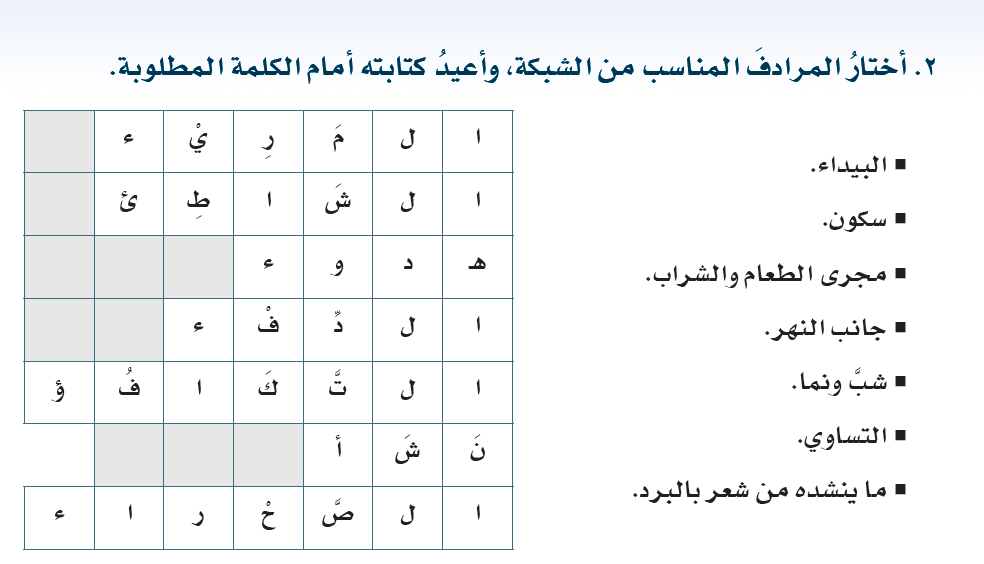 ٢. أختارُ المرادفَ المناسب من الشبكة، وأعيدُ كتابته أمام الكلمة المطلوبة.
■ البيداء.
■ سكون.
■ مجرى الطعام والشراب.
■ جانب النهر.
■ شبَّ ونما.
■ التساوي.
■ ما ينشده من شعر بالبرد.
ا ل مَ رِ يْ ء
ا ل شَ ا طِ ئ
هـ د و ء
ا ل دِّ فْ ء
ا ل تَّ كَ ا فُ ؤ
نَ شَ أ
ا ل صَّ حْ ر ا ء